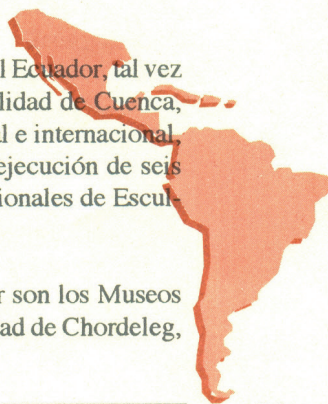 l Ecuador, tal vez
lidad de Cuenca,
al e internacional,
ejecución de seis
ionales de Escul-
r son los Museos
ad de Chordeleg,